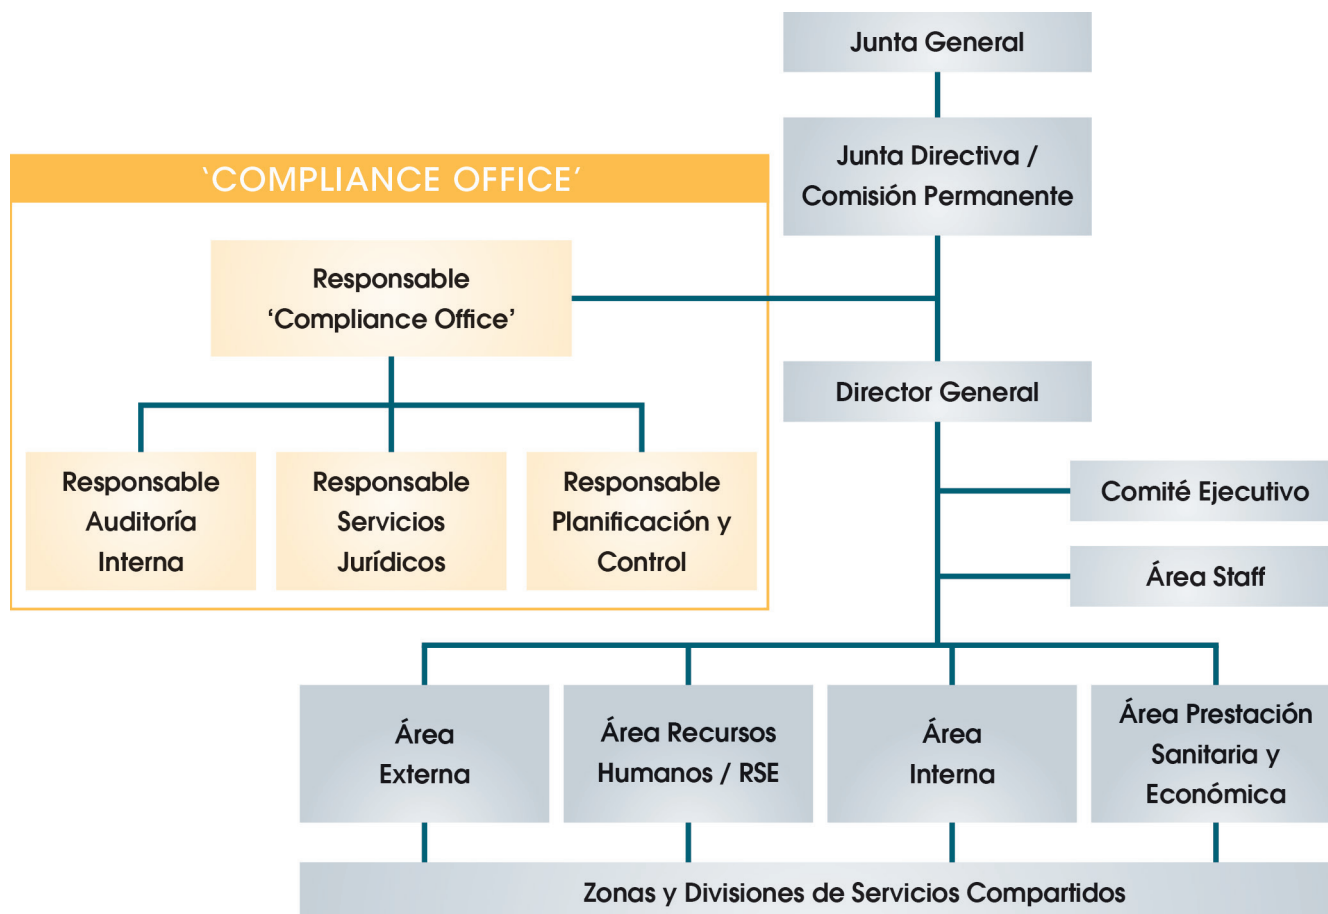 Junta General
Junta Directiva /
Comisión Permanente
‘COMPLIANCE OFFICE’
Responsable
‘Compliance Office’
Director General
Responsable
Auditoría
Interna
Responsable
Servicios
Jurídicos
Responsable
Planificación y
Control
Comité Ejecutivo
Área Staff
Área
Externa
Área Recursos
Humanos / RSE
Área
Interna
Área Prestación
Sanitaria y
Económica
Zonas y Divisiones de Servicios Compartidos